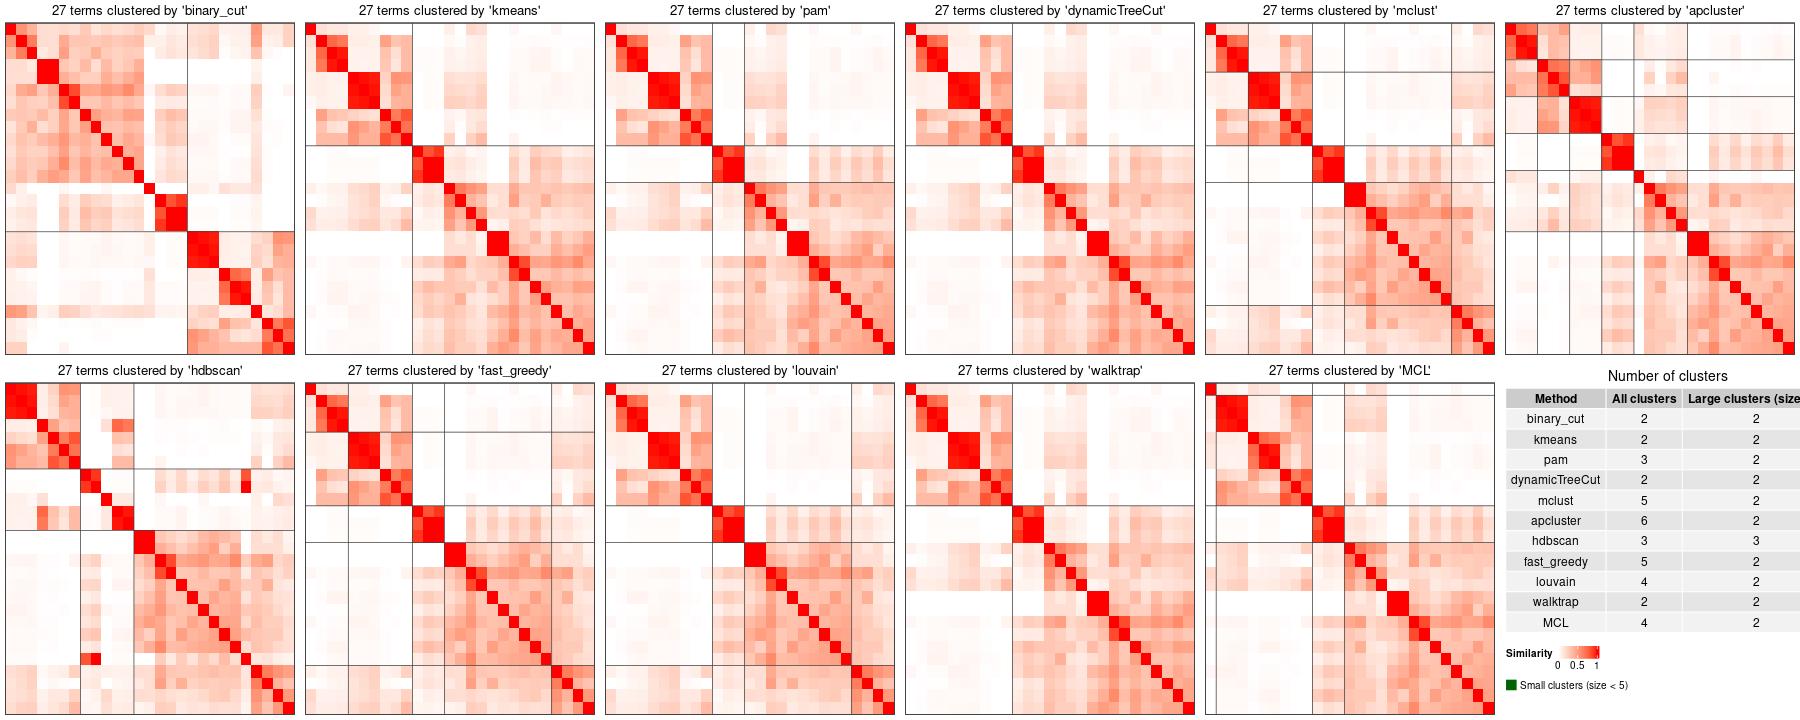 27 terms clustered by 'binary_cut'
27 terms clustered by 'kmeans'
27 terms clustered by 'pam'
27 terms clustered by 'dynamicTreeCut'
27 terms clustered by 'mclust'
27 terms clustered by 'apcluster'
27 terms clustered by 'hdbscan'
27 terms clustered by 'fast_greedy'
27 terms clustered by 'louvain'
27 terms clustered by 'walktrap'
27 terms clustered by 'MCL'
Number of clusters
Method All clusters Large clusters (size
binary_cut 2 2
kmeans 2 2
pam 3 2
dynamicTreeCut 2 2
mclust 5 2
apcluster 6 2
hdbscan 3 3
fast_greedy 5 2
louvain 4 2
walktrap 2 2
MCL 4 2
Similarity
0 0.5 1
Small clusters (size < 5)